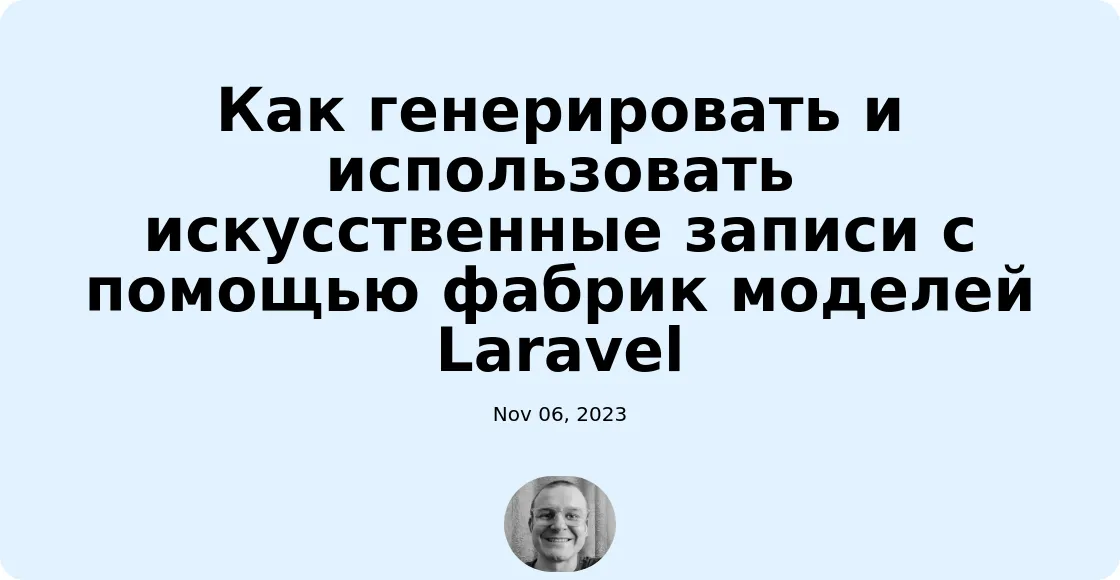 Как генерировать и
использовать
искусственные записи с
помощью фабрик моделей
Laravel
Nov 06, 2023